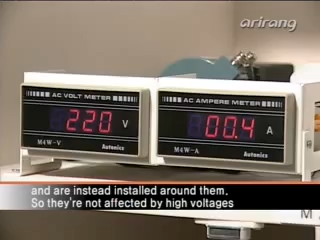 arirang
AC VOLT METER
220 V
M4W-V Autonics
AC AMPERE METER
00.4 A
M4W-A Autonics
and are instead installed around them.
So they're not affected by high voltages
M